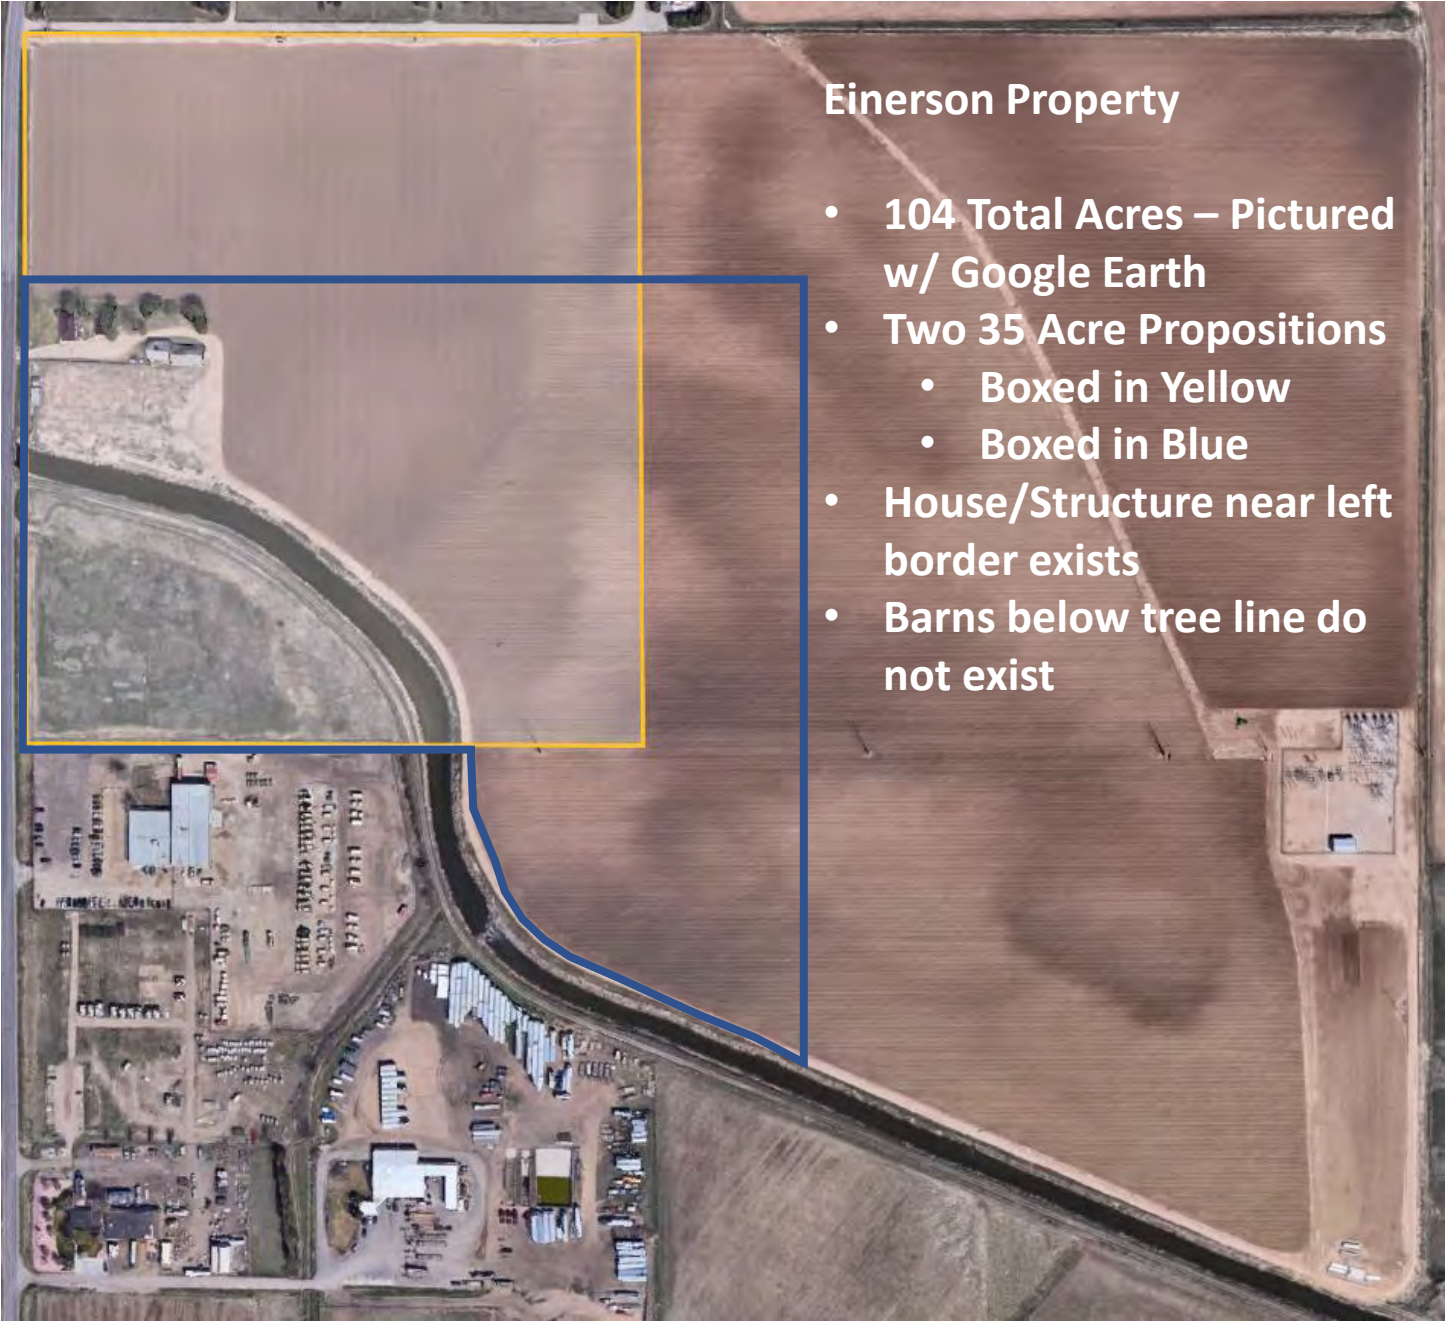 Einerson Property
• 104 Total Acres – Pictured
w/ Google Earth
• Two 35 Acre Propositions
• Boxed in Yellow
• Boxed in Blue
• House/Structure near left
border exists
• Barns below tree line do
not exist